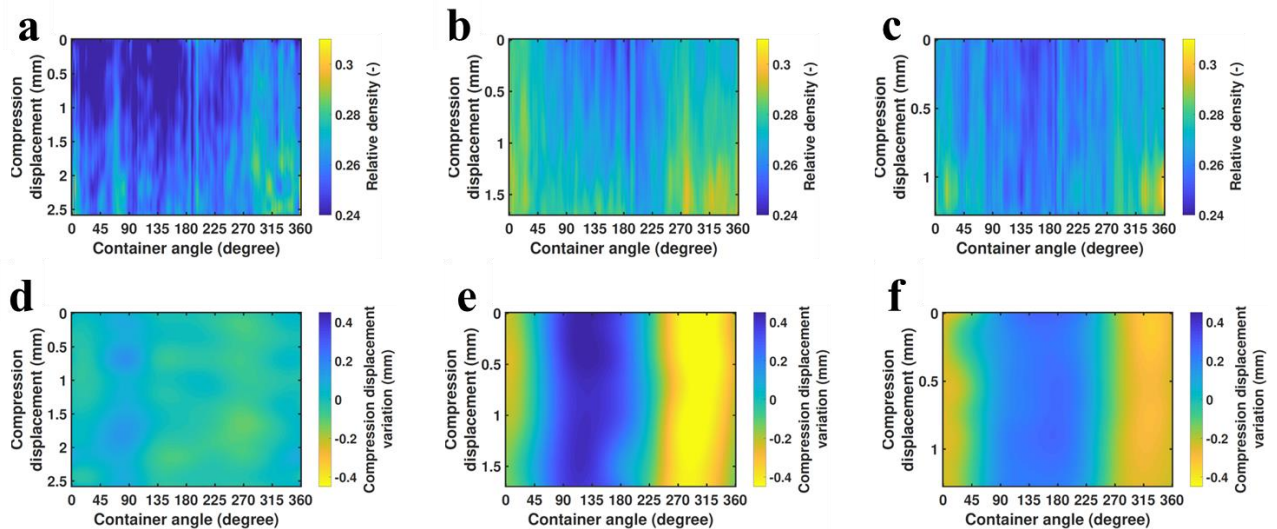 a
0
0.5
1
1.5
2
2.5
Compression
displacement (mm)
0 45 90 135 180 225 270 315 360
Container angle (degree)
0.3
0.28
0.26
0.24
Relative density (-)
b
0
0.5
1
1.5
Compression
displacement (mm)
0 45 90 135 180 225 270 315 360
Container angle (degree)
0.3
0.28
0.26
0.24
Relative density (-)
c
0
0.5
1
Compression
displacement (mm)
0 45 90 135 180 225 270 315 360
Container angle (degree)
0.3
0.28
0.26
0.24
Relative density (-)
d
0
0.5
1
1.5
2
2.5
Compression
displacement (mm)
0 45 90 135 180 225 270 315 360
Container angle (degree)
0.4
0.2
0
-0.2
-0.4
Compression displacement
variation (mm)
e
0
0.5
1
1.5
Compression
displacement (mm)
0 45 90 135 180 225 270 315 360
Container angle (degree)
0.4
0.2
0
-0.2
-0.4
Compression displacement
variation (mm)
f
0
0.5
1
Compression
displacement (mm)
0 45 90 135 180 225 270 315 360
Container angle (degree)
0.4
0.2
0
-0.2
-0.4
Compression displacement
variation (mm)